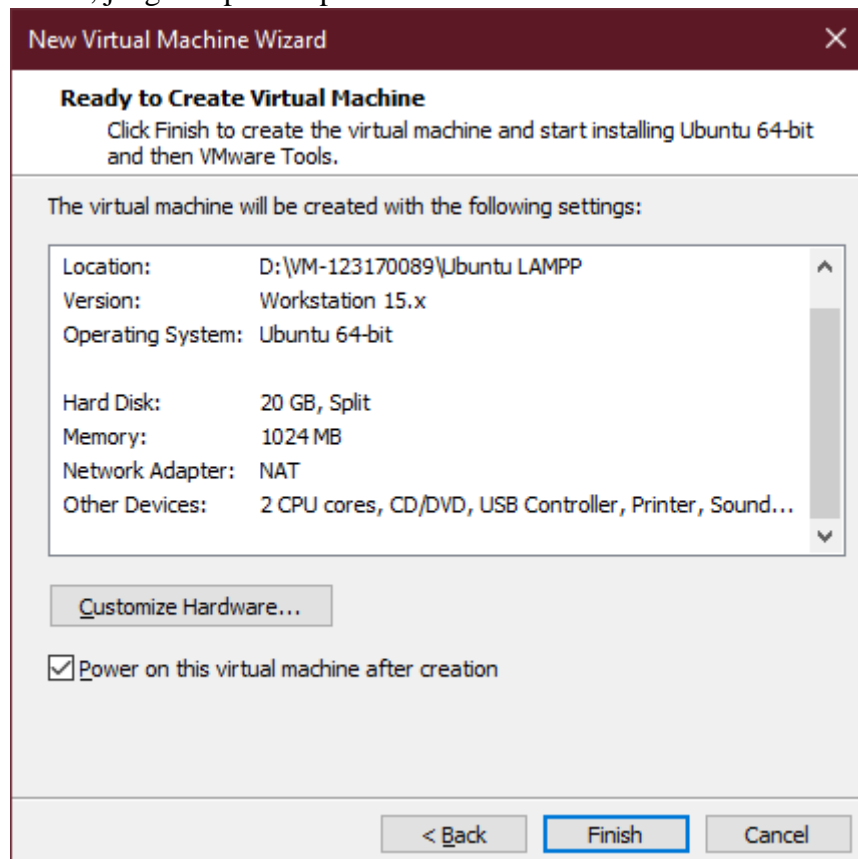 New Virtual Machine Wizard
Ready to Create Virtual Machine
Click Finish to create the virtual machine and start installing Ubuntu 64-bit
and then VMware Tools.
The virtual machine will be created with the following settings:
Location: D:\VM-123170089\Ubuntu LAMPP
Version: Workstation 15.x
Operating System: Ubuntu 64-bit
Hard Disk: 20 GB, Split
Memory: 1024 MB
Network Adapter: NAT
Other Devices: 2 CPU cores, CD/DVD, USB Controller, Printer, Sound...
Customize Hardware...
Power on this virtual machine after creation
< Back Finish Cancel